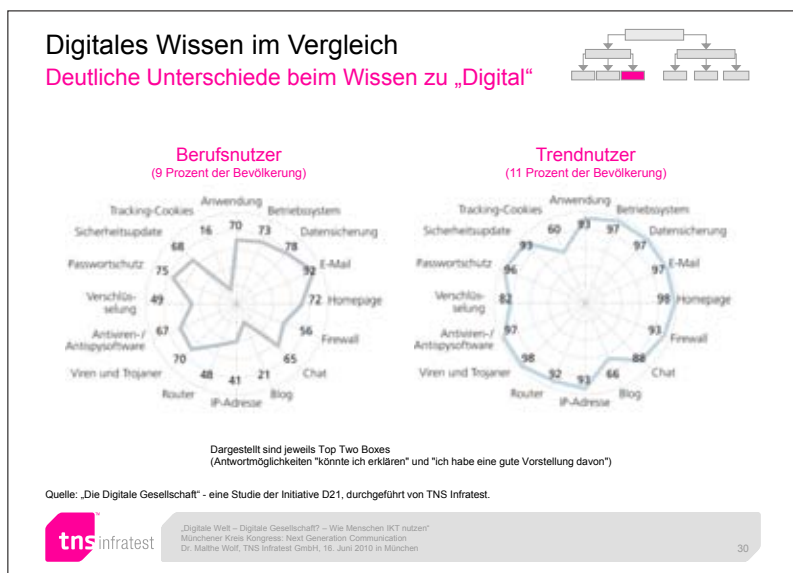 Digitales Wissen im Vergleich
Deutliche Unterschiede beim Wissen zu „Digital“
Berufsnutzer
(9 Prozent der Bevölkerung)
Anwendung
70
Betriebssystem
73
Datensicherung
78
E-Mail
92
72 Homepage
56
Firewall
65
Chat
21
Blog
41
IP-Adresse
48
Router
70
Viren und Trojaner
67
Antiviren-/
Antispysoftware
49
Verschlüs-
selung
75
Passwortschutz
68
Sicherheitsupdate
16
Tracking-Cookies
Trendnutzer
(11 Prozent der Bevölkerung)
Anwendung
93
Betriebssystem
97
Datensicherung
97
E-Mail
97
98 Homepage
93
Firewall
88
Chat
66
Blog
93
IP-Adresse
92
Router
98
Viren und Trojaner
97
Antiviren-/
Antispysoftware
82
Verschlüs-
selung
96
Passwortschutz
93
Sicherheitsupdate
60
Tracking-Cookies
Dargestellt sind jeweils Top Two Boxes
(Antwortmöglichkeiten "könnte ich erklären" und "ich habe eine gute Vorstellung davon")
Quelle: „Die Digitale Gesellschaft“ - eine Studie der Initiative D21, durchgeführt von TNS Infratest.
tns infratest
„Digitale Welt – Digitale Gesellschaft? – Wie Menschen IKT nutzen“
Münchener Kreis Kongress: Next Generation Communication
Dr. Malthe Wolf, TNS Infratest GmbH, 16. Juni 2010 in München
30